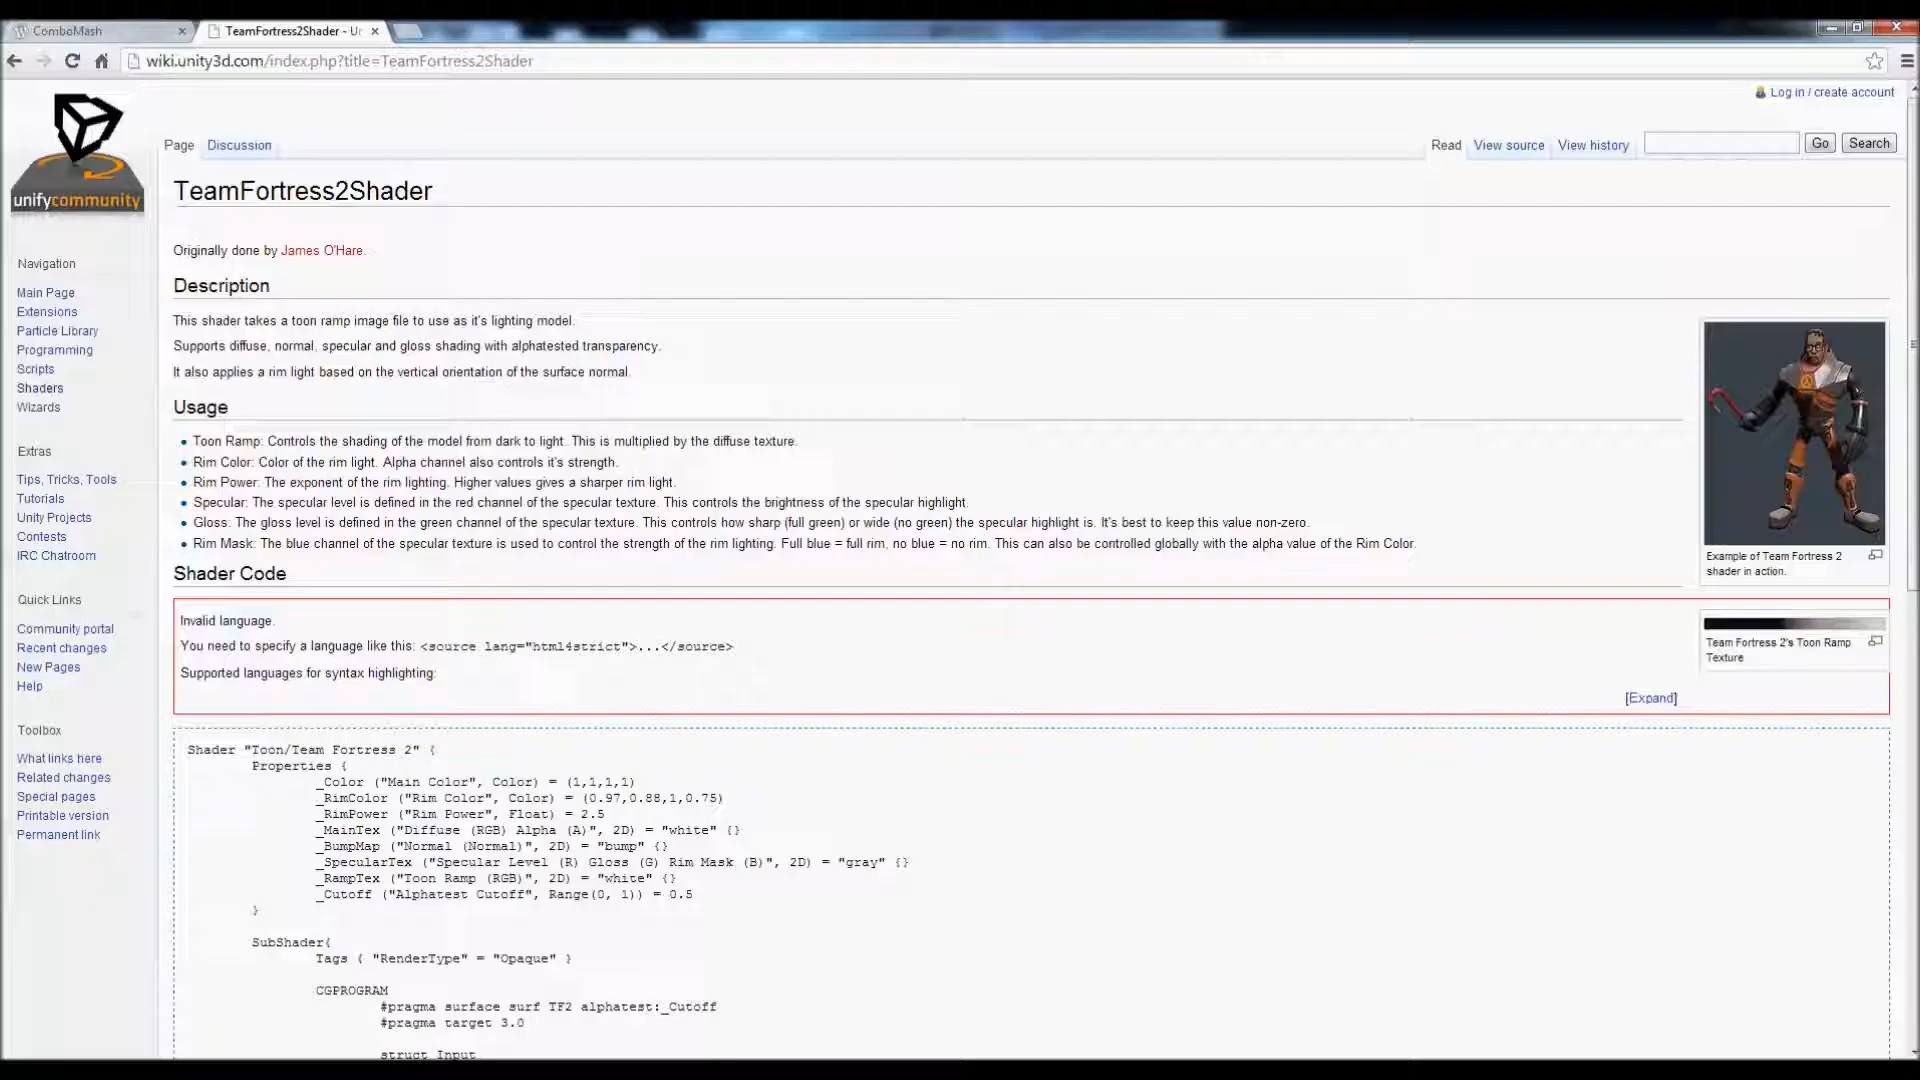 ComboMash
TeamFortress2Shader - Ur
wiki.unity3d.com/index.php?title=TeamFortress2Shader
Log in / create account
unifycommunity
Page Discussion Read View source View history Go Search
TeamFortress2Shader
Originally done by James O'Hare.
Description
This shader takes a toon ramp image file to use as it's lighting model.
Supports diffuse, normal, specular and gloss shading with alphatested transparency.
It also applies a rim light based on the vertical orientation of the surface normal.
Usage
Toon Ramp: Controls the shading of the model from dark to light. This is multiplied by the diffuse texture.
Rim Color: Color of the rim light. Alpha channel also controls it's strength.
Rim Power: The exponent of the rim lighting. Higher values gives a sharper rim light.
Specular: The specular level is defined in the red channel of the specular texture. This controls the brightness of the specular highlight.
Gloss: The gloss level is defined in the green channel of the specular texture. This controls how sharp (full green) or wide (no green) the specular highlight is. It's best to keep this value non-zero.
Rim Mask: The blue channel of the specular texture is used to control the strength of the rim lighting. Full blue = full rim, no blue = no rim. This can also be controlled globally with the alpha value of the Rim Color.
Example of Team Fortress 2
shader in action.
Shader Code
Invalid language.
You need to specify a language like this: <source lang="html4strict">...</source>
Supported languages for syntax highlighting:
[Expand]
Team Fortress 2's Toon Ramp
Texture
Shader "Toon/Team Fortress 2" {
Properties {
_Color ("Main Color", Color) = (1,1,1,1)
_RimColor ("Rim Color", Color) = (0.97,0.88,1,0.75)
_RimPower ("Rim Power", Float) = 2.5
_MainTex ("Diffuse (RGB) Alpha (A)", 2D) = "white" {}
_BumpMap ("Normal (Normal)", 2D) = "bump" {}
_SpecularTex ("Specular Level (R) Gloss (G) Rim Mask (B)", 2D) = "gray" {}
_RampTex ("Toon Ramp (RGB)", 2D) = "white" {}
_Cutoff ("Alphatest Cutoff", Range(0, 1)) = 0.5
}
SubShader{
Tags { "RenderType" = "Opaque" }
CGPROGRAM
#pragma surface surf TF2 alphatest:_Cutoff
#pragma target 3.0
struct Input
Navigation
Main Page
Extensions
Particle Library
Programming
Scripts
Shaders
Wizards
Extras
Tips, Tricks, Tools
Tutorials
Unity Projects
Contests
IRC Chatroom
Quick Links
Community portal
Recent changes
New Pages
Help
Toolbox
What links here
Related changes
Special pages
Printable version
Permanent link